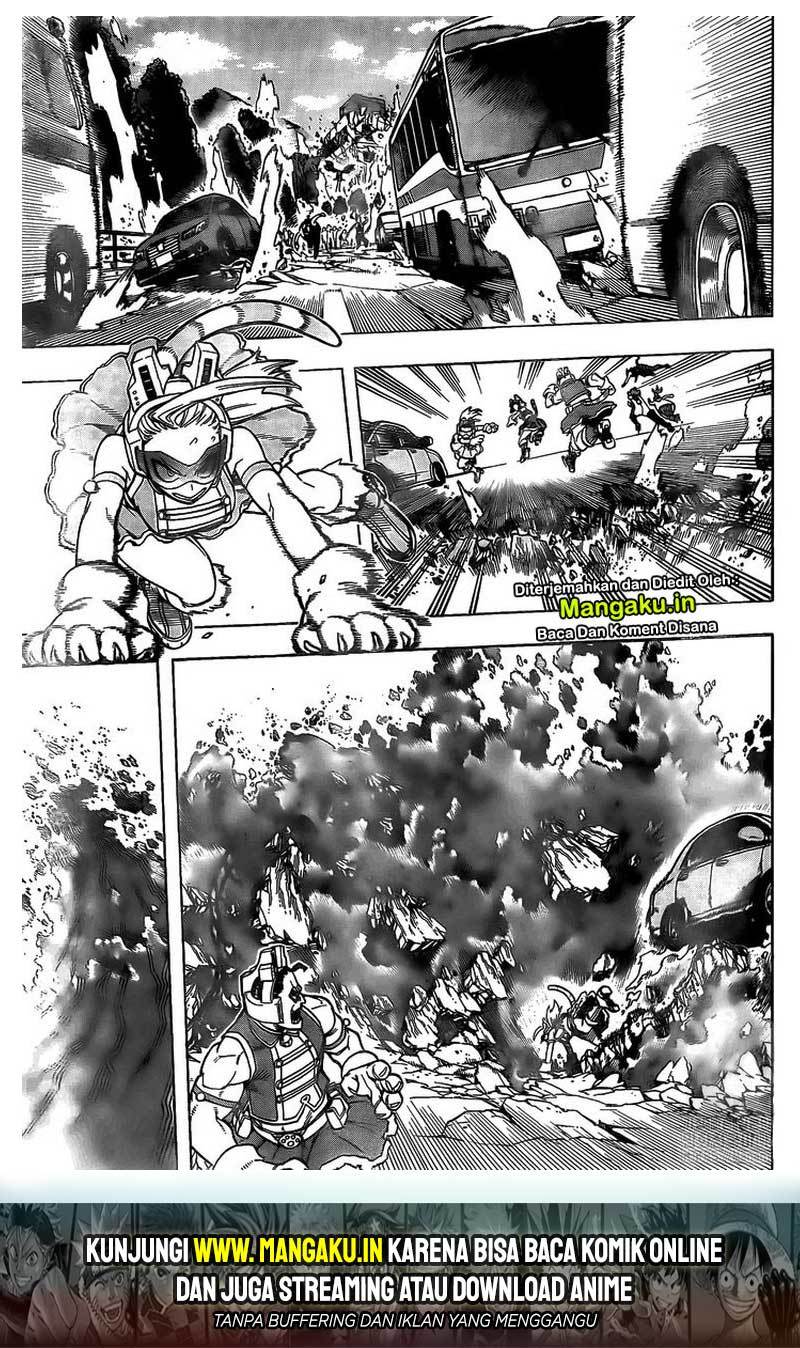 Diterjemahkan dan Diedit Oleh :
Mangaku.in
Baca Dan Koment Disana
KUNJUNGI WWW. MANGAKU.IN KARENA BISA BACA KOMIK ONLINE
DAN JUGA STREAMING ATAU DOWNLOAD ANIME
TANPA BUFFERING DAN IKLAN YANG MENGGANGU